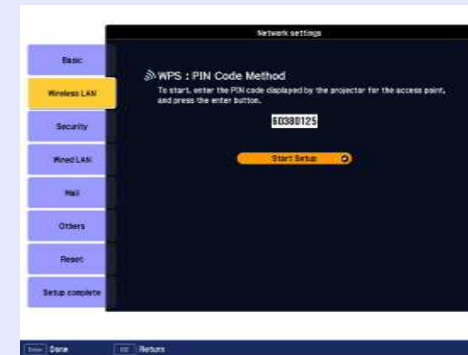 Network settings
Basic
Wireless LAN
Security
Wired LAN
Mail
Others
Reset
Setup complete
WPS : PIN Code Method
To start, enter the PIN code displayed by the projector for the access point,
and press the enter button.
60380125
Start Setup
Enter Done
ESC Return